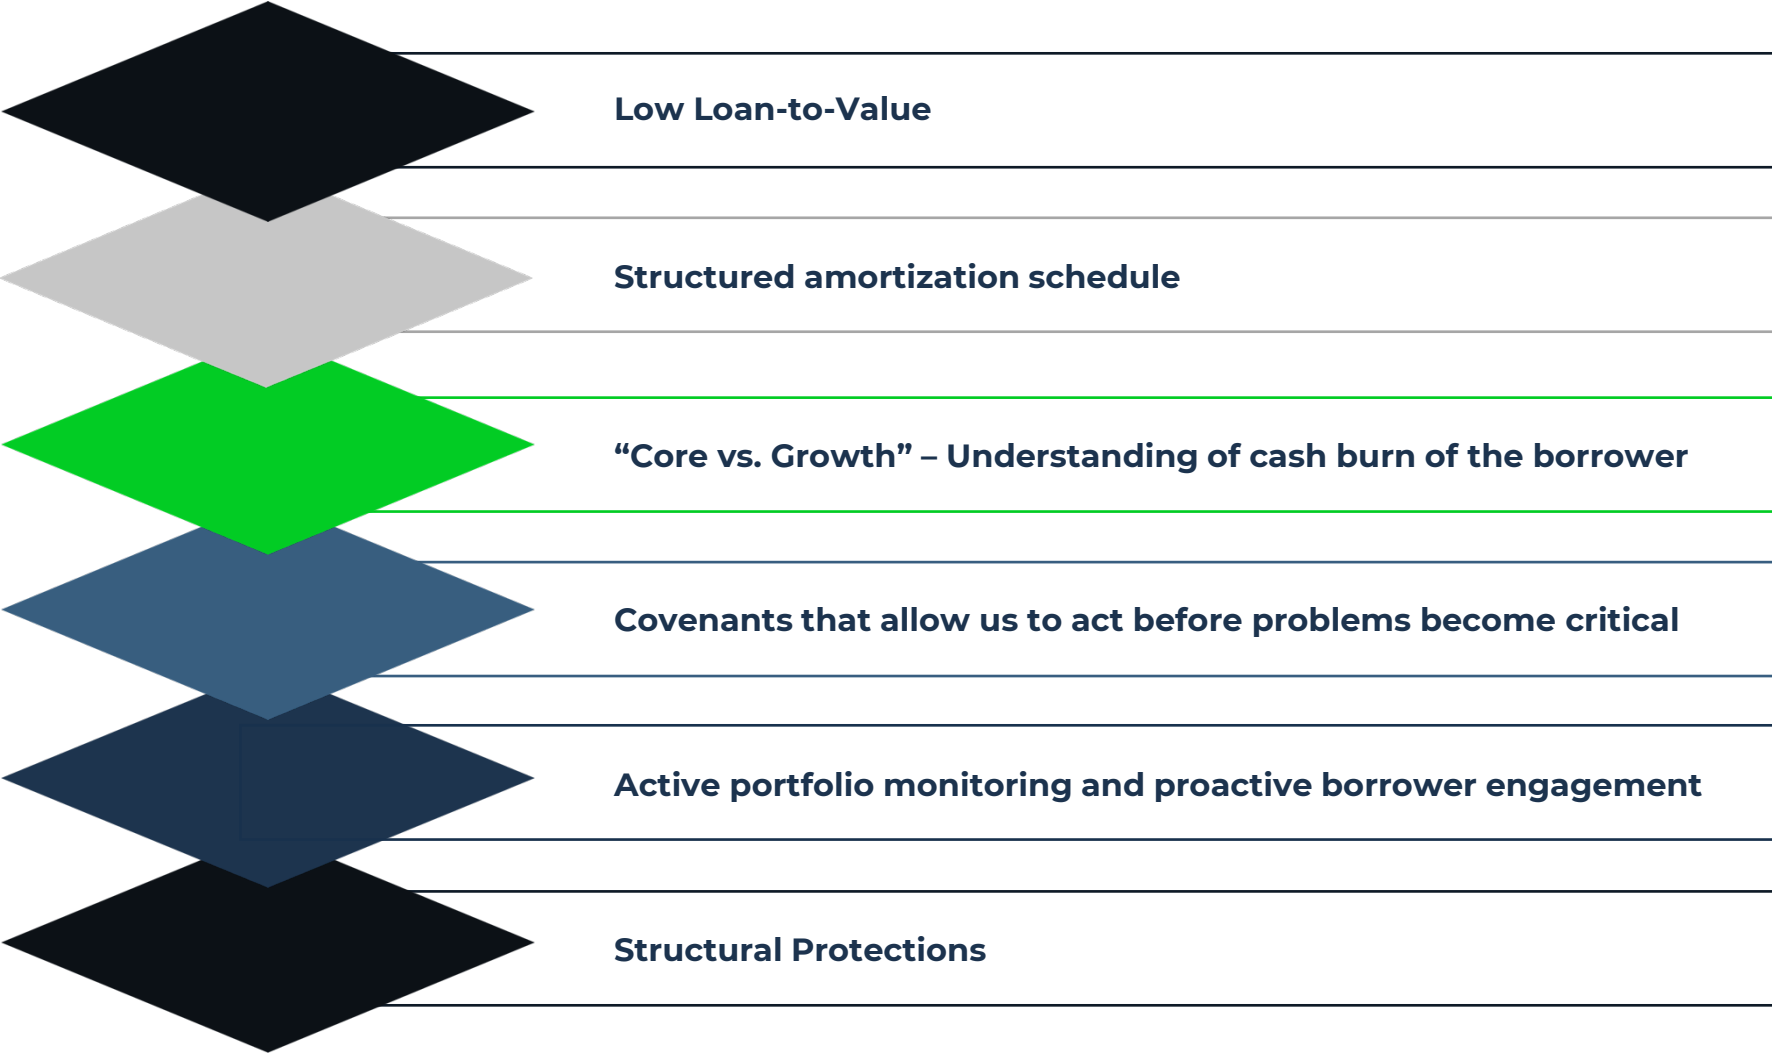 Low Loan-to-Value
Structured amortization schedule
“Core vs. Growth” – Understanding of cash burn of the borrower
Covenants that allow us to act before problems become critical
Active portfolio monitoring and proactive borrower engagement
Structural Protections